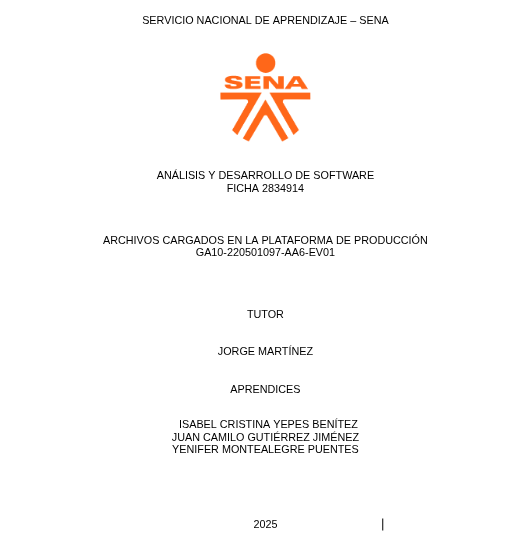 SERVICIO NACIONAL DE APRENDIZAJE – SENA
SENA
ANÁLISIS Y DESARROLLO DE SOFTWARE
FICHA 2834914
ARCHIVOS CARGADOS EN LA PLATAFORMA DE PRODUCCIÓN
GA10-220501097-AA6-EV01
TUTOR
JORGE MARTÍNEZ
APRENDICES
ISABEL CRISTINA YEPES BENÍTEZ
JUAN CAMILO GUTIÉRREZ JIMÉNEZ
YENIFER MONTEALEGRE PUENTES
2025